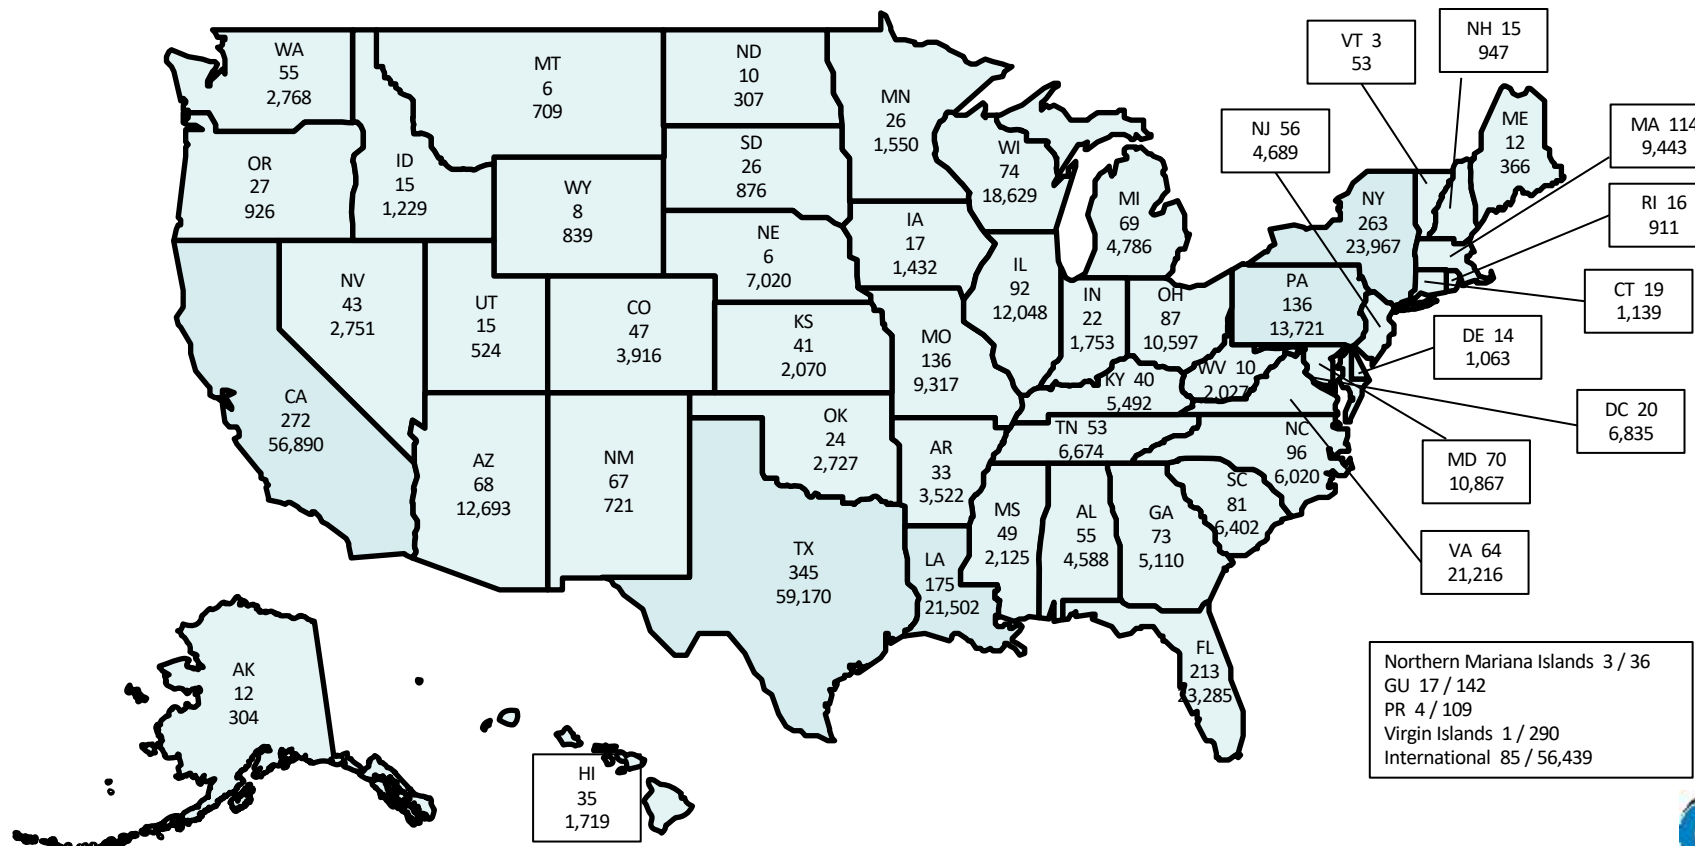 WA
55
2,768
OR
27
926
CA
272
56,890
ID
15
1,229
NV
43
2,751
MT
6
709
WY
8
839
UT
15
524
AZ
68
12,693
CO
47
3,916
NM
67
721
ND
10
307
SD
26
876
NE
6
7,020
KS
41
2,070
OK
24
2,727
TX
345
59,170
MN
26
1,550
IA
17
1,432
MO
136
9,317
AR
33
3,522
LA
175
21,502
WI
74
18,629
IL
92
12,048
MI
69
4,786
IN
22
1,753
OH
87
10,597
KY 40
5,492
WV 10
2,027
TN 53
6,674
MS
49
2,125
AL
55
4,588
GA
73
5,110
FL
213
23,285
SC
81
6,402
NC
96
6,020
PA
136
13,721
NY
263
23,967
ME
12
366
VT 3
53
NH 15
947
NJ 56
4,689
MA 114
9,443
RI 16
911
CT 19
1,139
DE 14
1,063
DC 20
6,835
MD 70
10,867
VA 64
21,216
AK
12
304
HI
35
1,719
Northern Mariana Islands 3 / 36
GU 17 / 142
PR 4 / 109
Virgin Islands 1 / 290
International 85 / 56,439